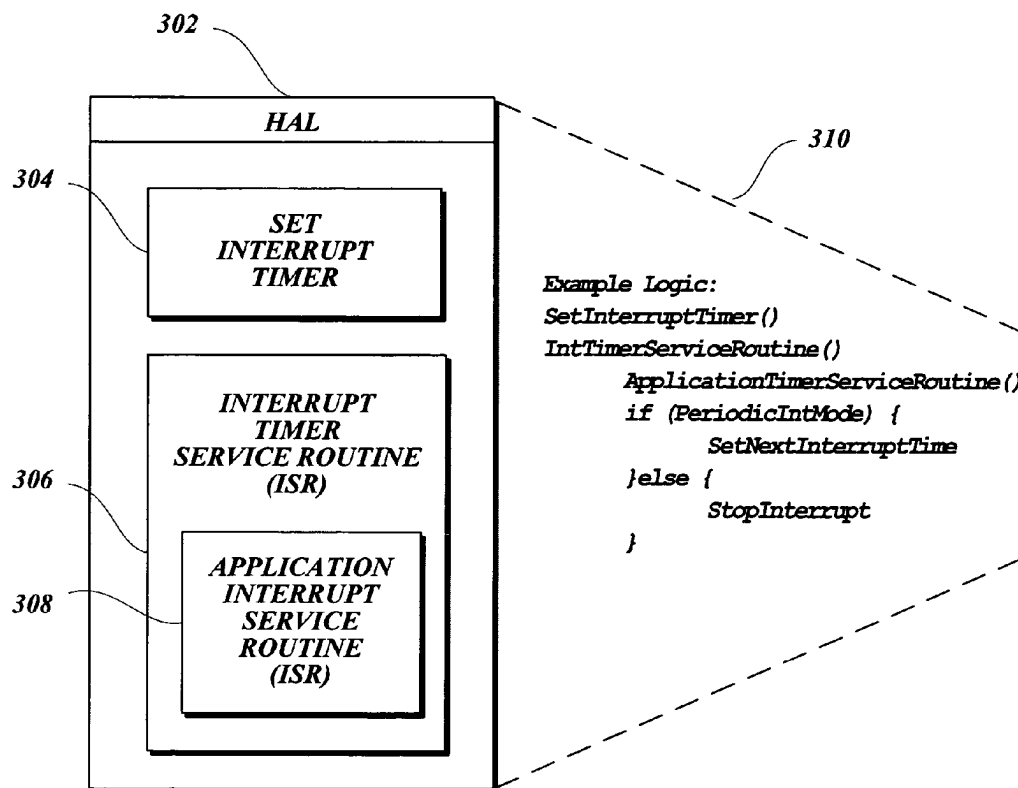 302
HAL
310
304
SET
INTERRUPT
TIMER
Example Logic:
SetInterruptTimer()
IntTimerServiceRoutine()
ApplicationTimerServiceRoutine()
if (PeriodicIntMode) {
SetNextInterruptTime
}else {
StopInterrupt
}
INTERRUPT
TIMER
SERVICE ROUTINE
(ISR)
306
308
APPLICATION
INTERRUPT
SERVICE
ROUTINE
(ISR)